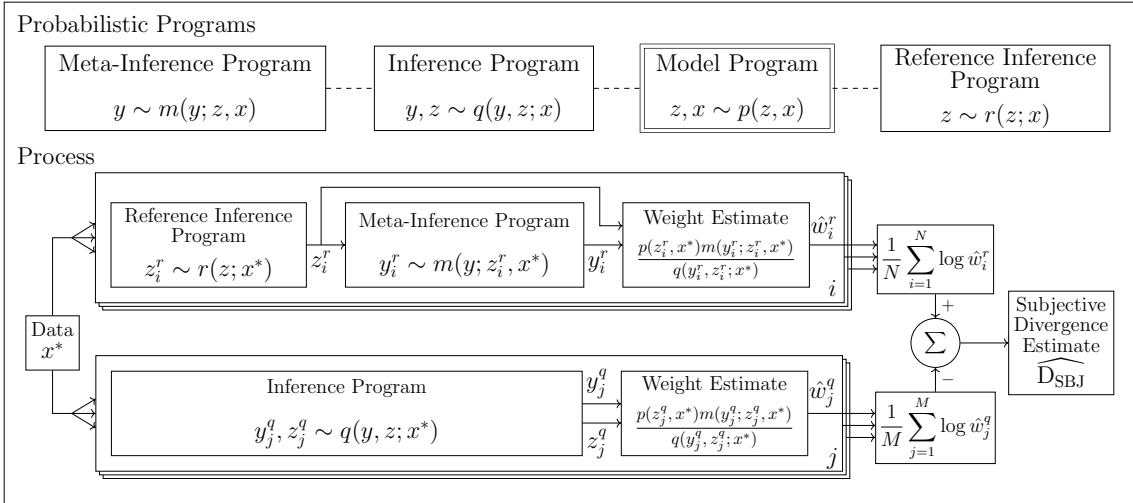 Probabilistic Programs
Meta-Inference Program
y ∼ m(y; z, x)
Inference Program
y, z ∼ q(y, z; x)
Model Program
z, x ∼ p(z, x)
Reference Inference
Program
z ∼ r(z; x)
Process
Data
x*
Reference Inference
Program
z_i^r ∼ r(z; x*)
z_i^r
Meta-Inference Program
y_i^r ∼ m(y; z_i^r, x*)
y_i^r
Weight Estimate
p(z_i^r, x*)m(y_i^r; z_i^r, x*)
q(y_i^r, z_i^r; x*)
ŵ_i^r
i
1/N ∑_{i=1}^{N} log ŵ_i^r
+
∑
−
Subjective
Divergence
Estimate
\widehat{D_SBJ}
Inference Program
y_j^q, z_j^q ∼ q(y, z; x*)
y_j^q
z_j^q
Weight Estimate
p(z_j^q, x*)m(y_j^q; z_j^q, x*)
q(y_j^q, z_j^q; x*)
ŵ_j^q
j
1/M ∑_{j=1}^{M} log ŵ_j^q